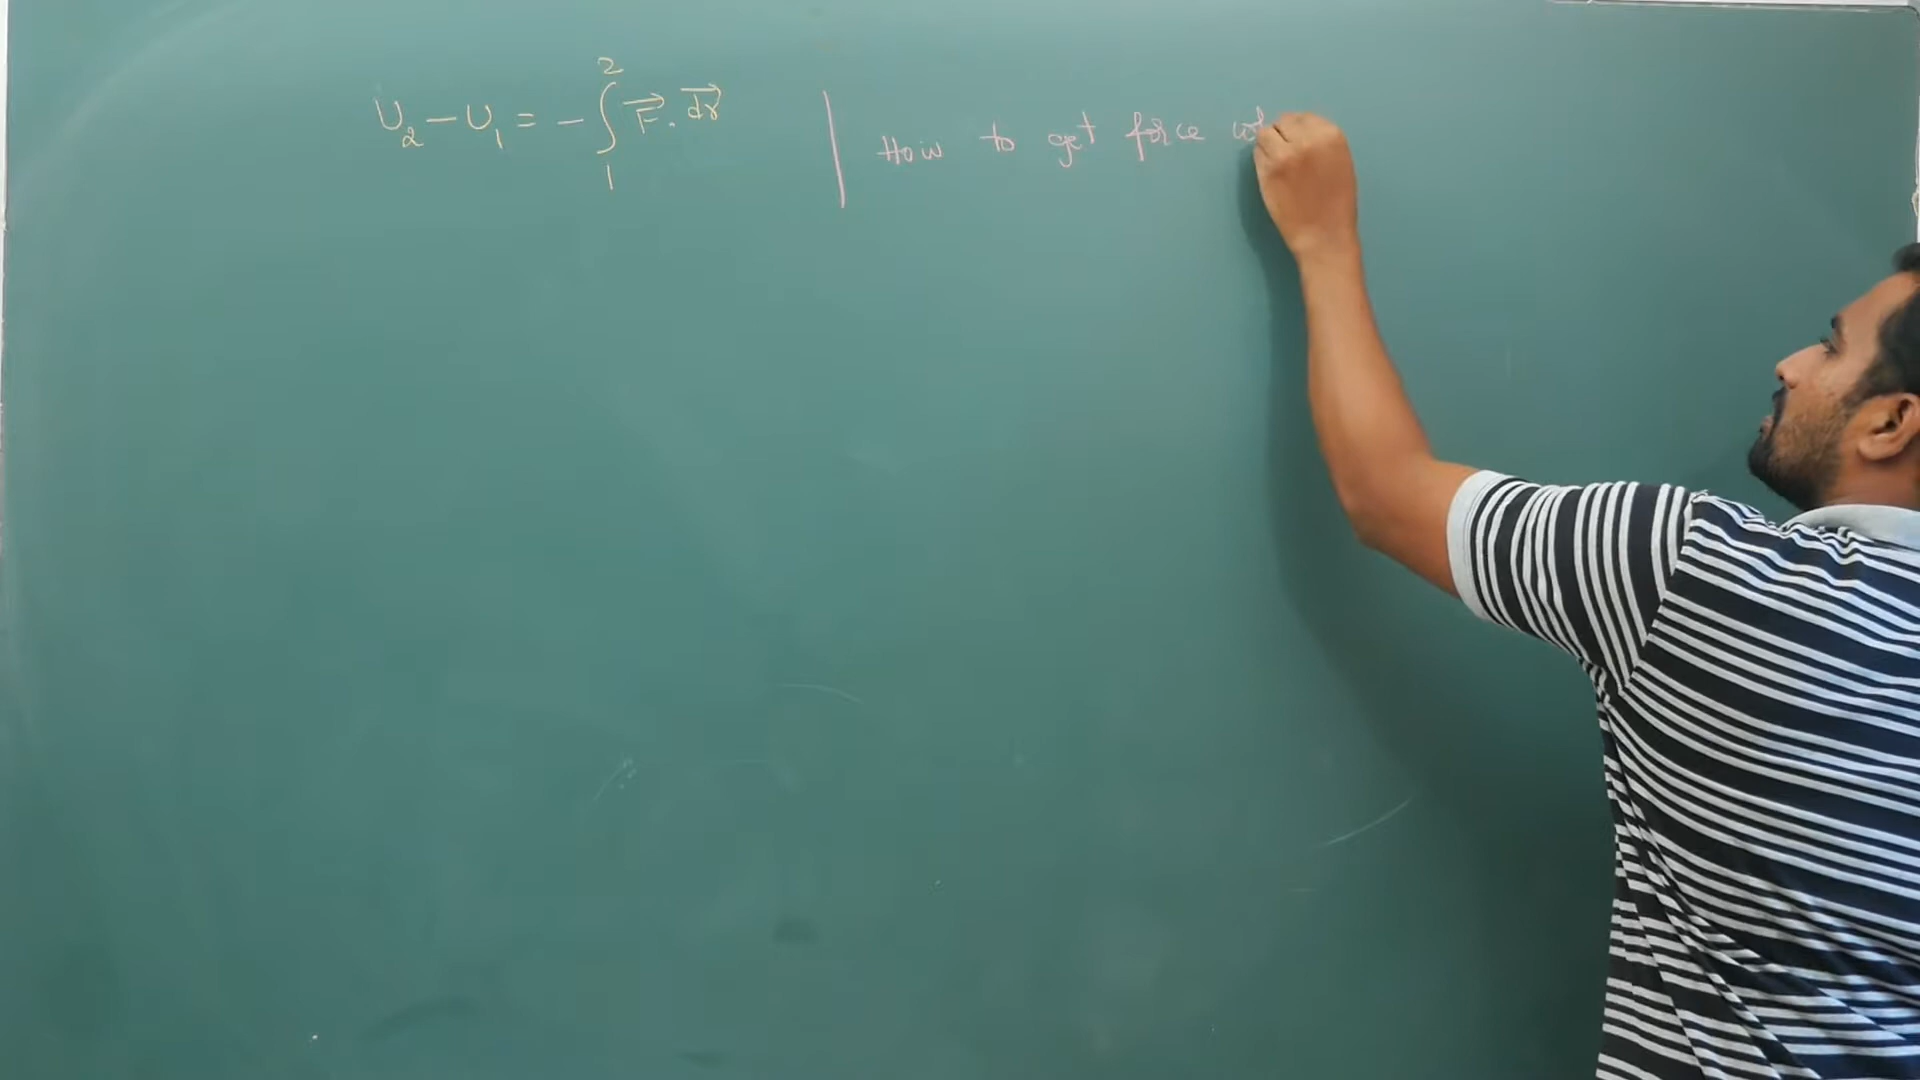 U₂ - U₁ = - ∫₁² F⃗ . dr⃗
How to get force